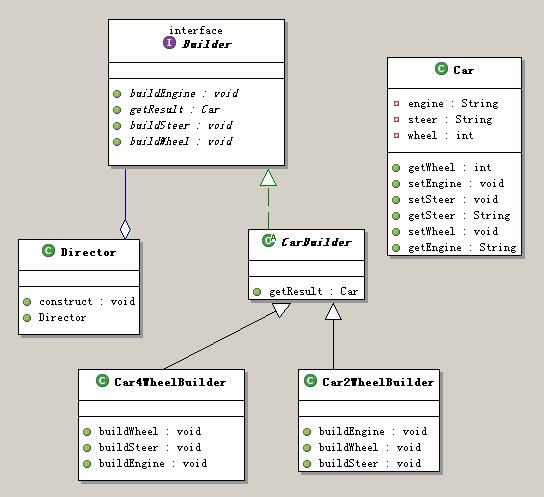 interface
Builder
buildEngine : void
getResult : Car
buildSteer : void
buildWheel : void
Car
engine : String
steer : String
wheel : int
getWheel : int
setEngine : void
setSteer : void
getSteer : String
setWheel : void
getEngine : String
Director
construct : void
Director
CarBuilder
getResult : Car
Car4WheelBuilder
buildWheel : void
buildSteer : void
buildEngine : void
Car2WheelBuilder
buildEngine : void
buildWheel : void
buildSteer : void